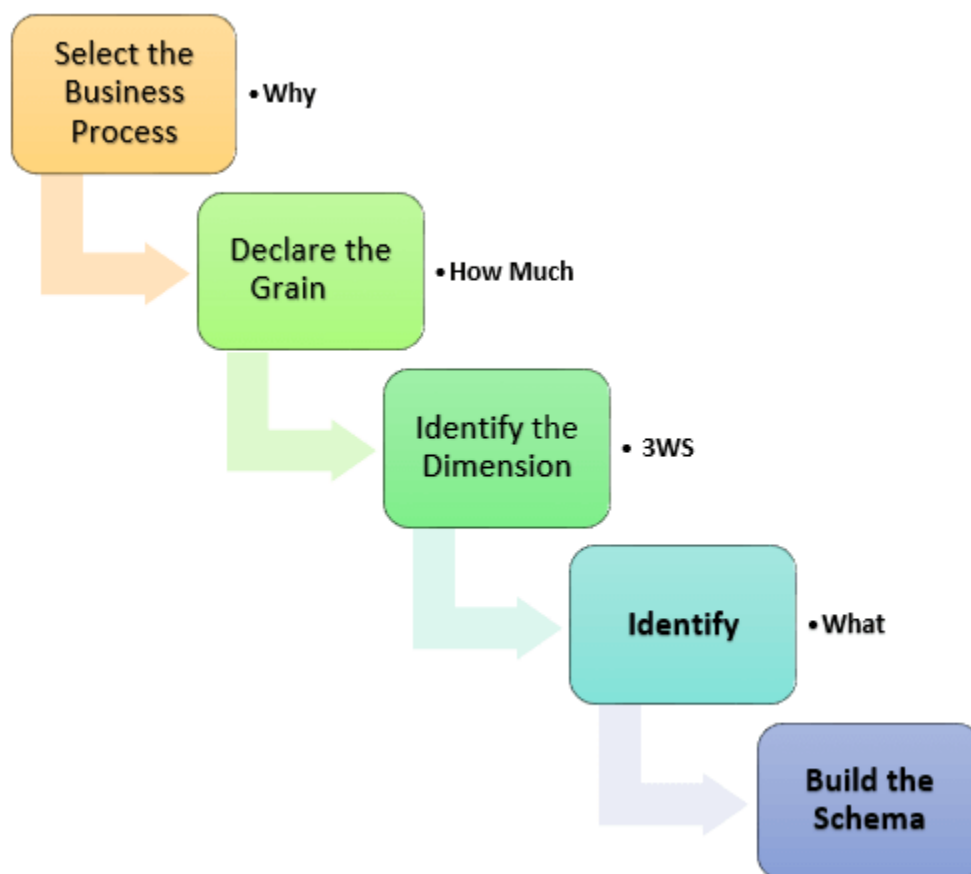 Select the
Business
Process
• Why
Declare the
Grain
• How Much
Identify the
Dimension
• 3WS
Identify
• What
Build the
Schema